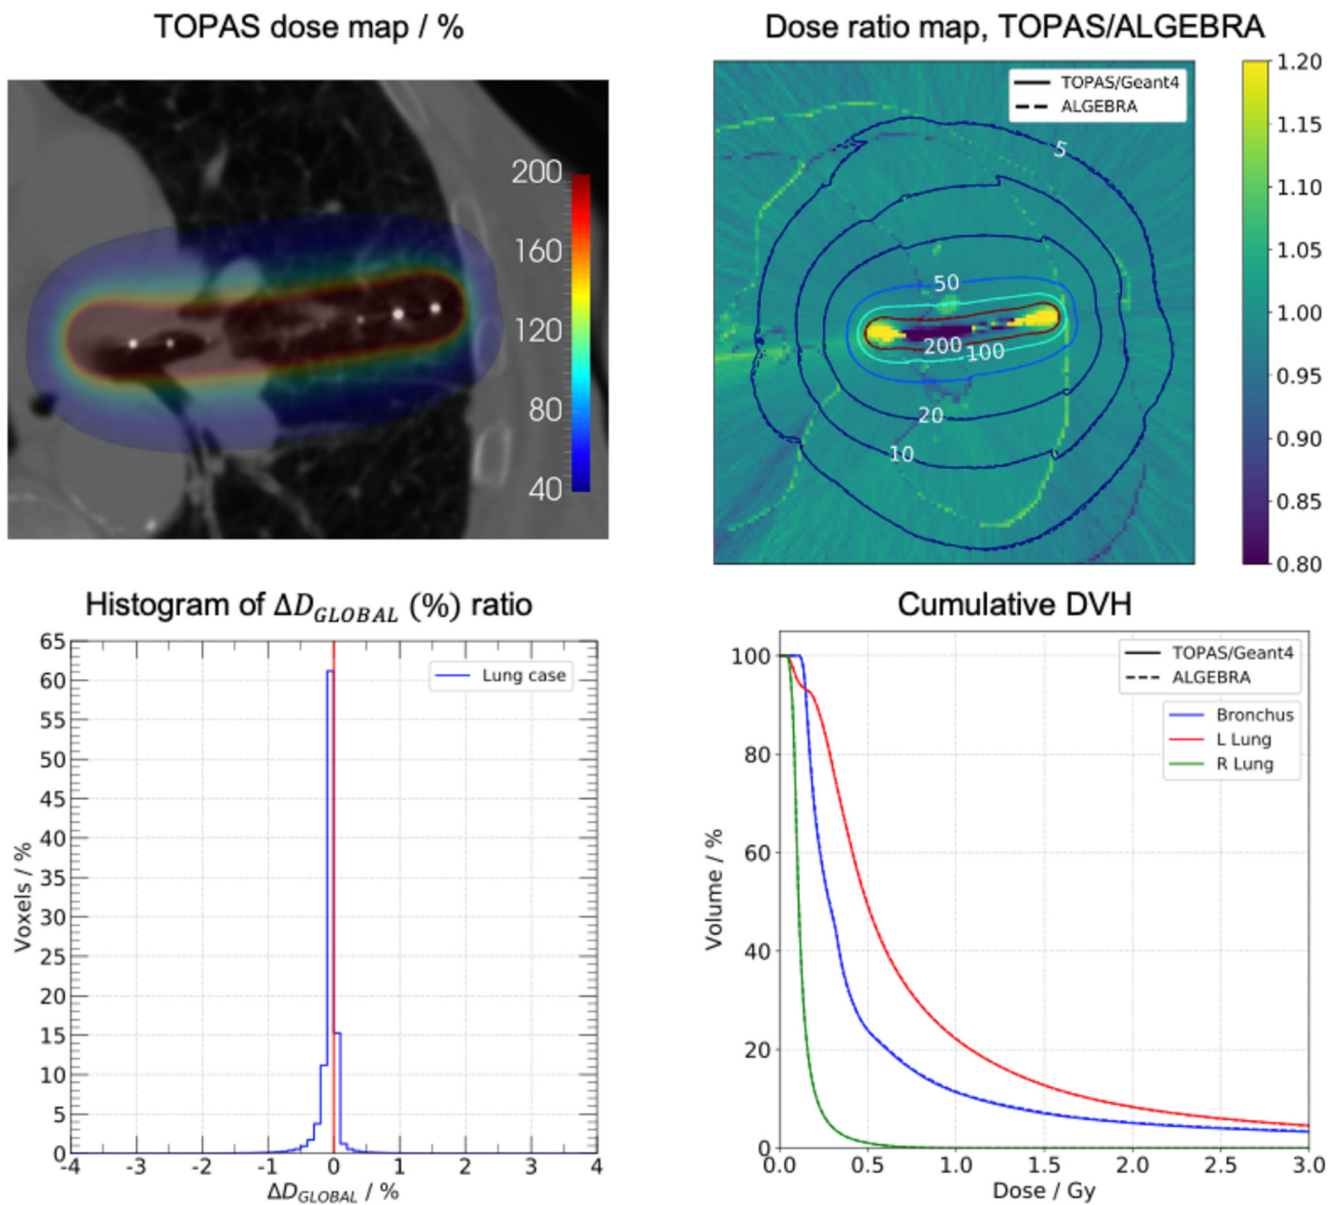 TOPAS dose map / %
200
160
120
80
40
Dose ratio map, TOPAS/ALGEBRA
TOPAS/Geant4
ALGEBRA
5
50
200
100
20
10
1.20
1.15
1.10
1.05
1.00
0.95
0.90
0.85
0.80
Histogram of ΔD_GLOBAL (%) ratio
65
60
55
50
45
40
35
30
25
20
15
10
5
0
Voxels / %
Lung case
-4 -3 -2 -1 0 1 2 3 4
ΔD_GLOBAL / %
Cumulative DVH
100
80
60
40
20
0
Volume / %
TOPAS/Geant4
ALGEBRA
Bronchus
L Lung
R Lung
0.0 0.5 1.0 1.5 2.0 2.5 3.0
Dose / Gy